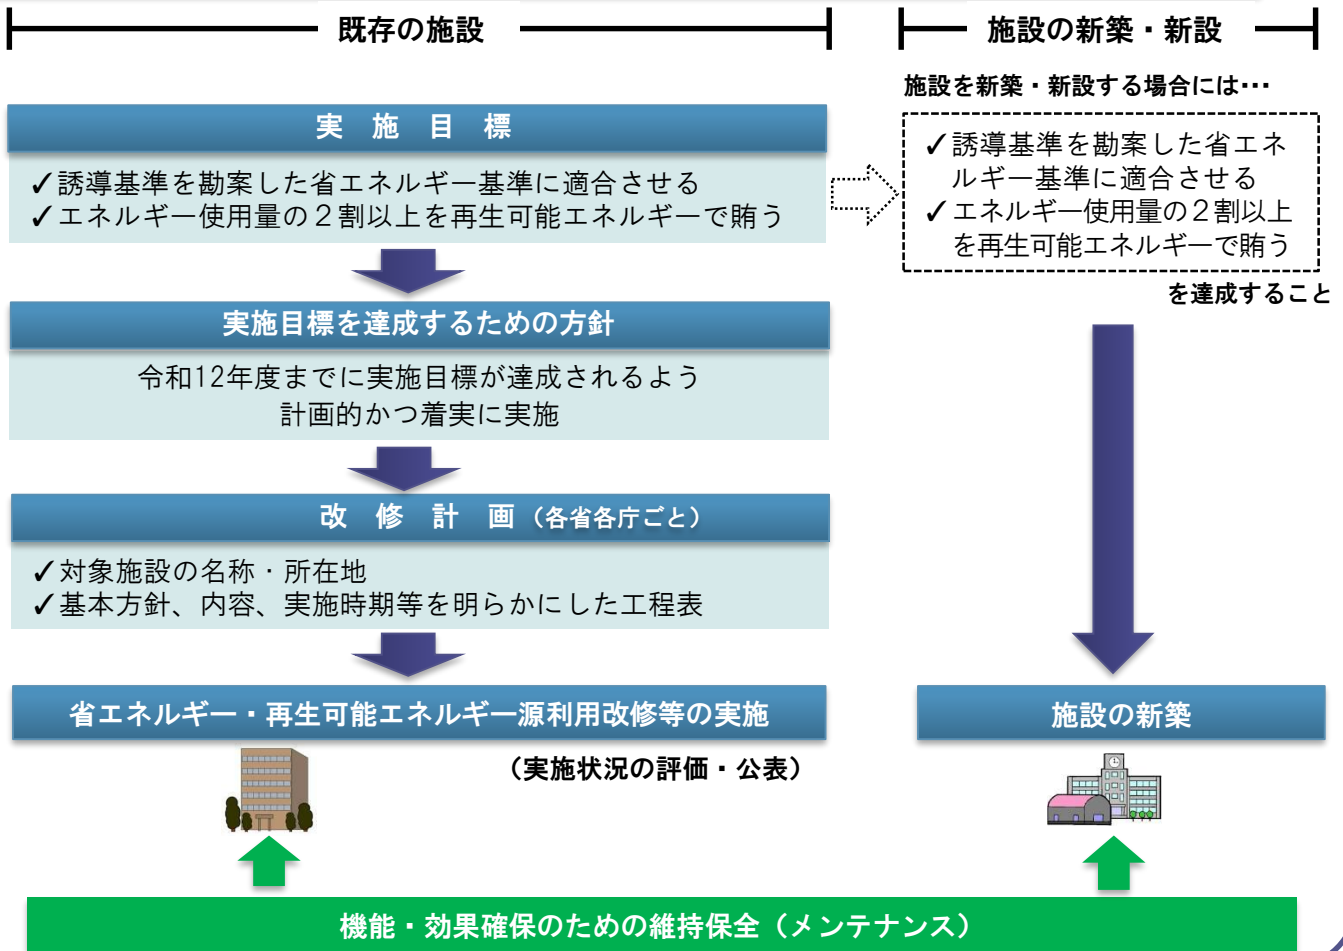 既存の施設
施設の新築・新設
施設を新築・新設する場合には･･･
実 施 目 標
✓誘導基準を勘案した省エネルギー基準に適合させる
✓エネルギー使用量の２割以上を再生可能エネルギーで賄う
✓誘導基準を勘案した省エネ
ルギー基準に適合させる
✓エネルギー使用量の２割以上
を再生可能エネルギーで賄う
を達成すること
実施目標を達成するための方針
令和12年度までに実施目標が達成されるよう
計画的かつ着実に実施
改 修 計 画（各省各庁ごと）
✓対象施設の名称・所在地
✓基本方針、内容、実施時期等を明らかにした工程表
省エネルギー・再生可能エネルギー源利用改修等の実施
施設の新築
（実施状況の評価・公表）
機能・効果確保のための維持保全（メンテナンス）